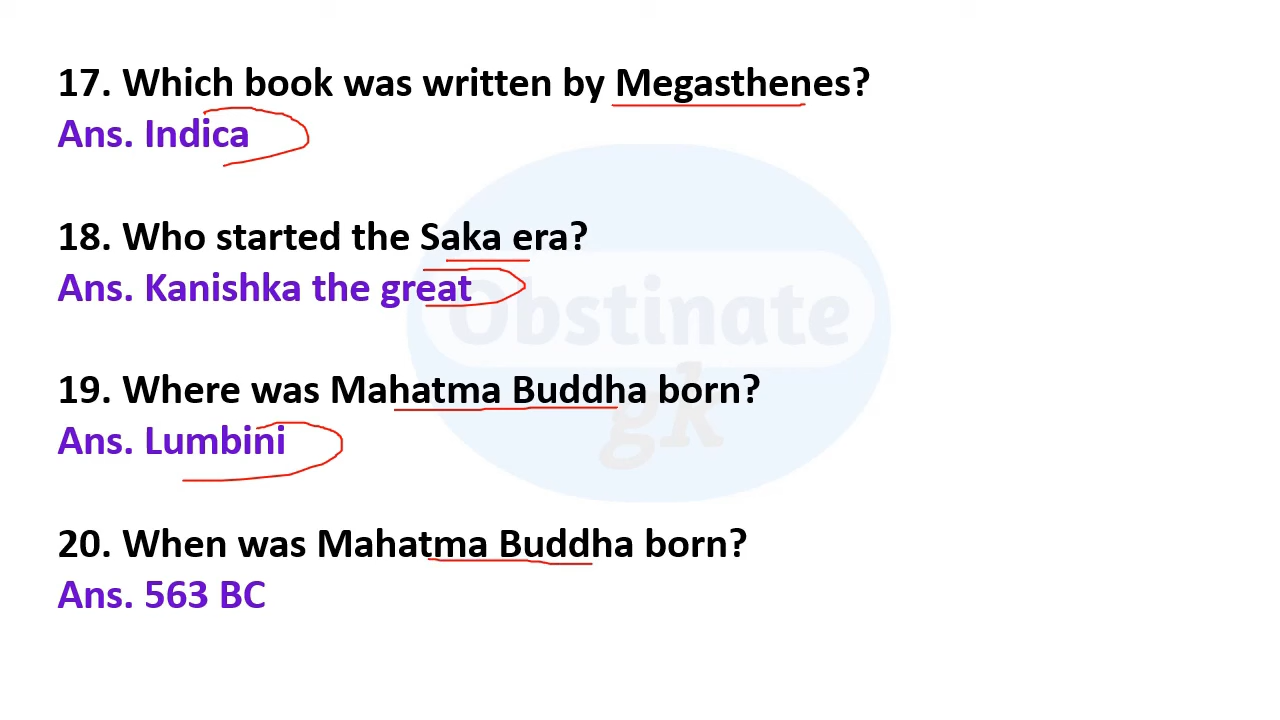 17. Which book was written by Megasthenes?
Ans. Indica
18. Who started the Saka era?
Ans. Kanishka the great
Obstinate
19. Where was Mahatma Buddha born?
gk
Ans. Lumbini
20. When was Mahatma Buddha born?
Ans. 563 BC